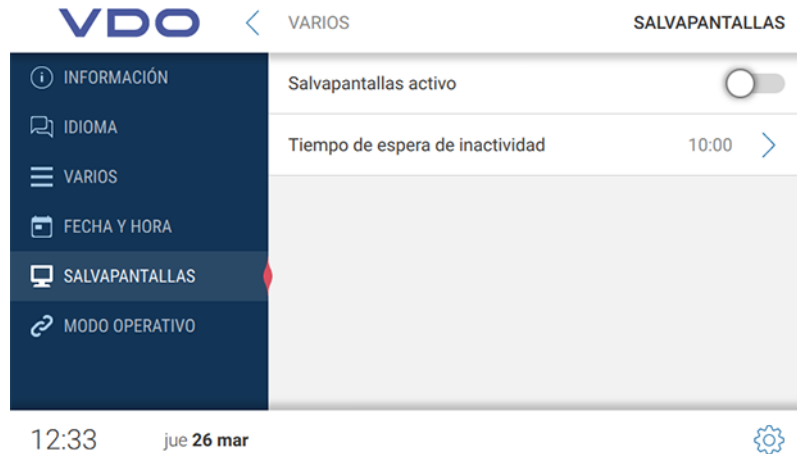 VDO
VARIOS
SALVAPANTALLAS
INFORMACIÓN
IDIOMA
VARIOS
FECHA Y HORA
SALVAPANTALLAS
MODO OPERATIVO
Salvapantallas activo
Tiempo de espera de inactividad 10:00
12:33 jue 26 mar